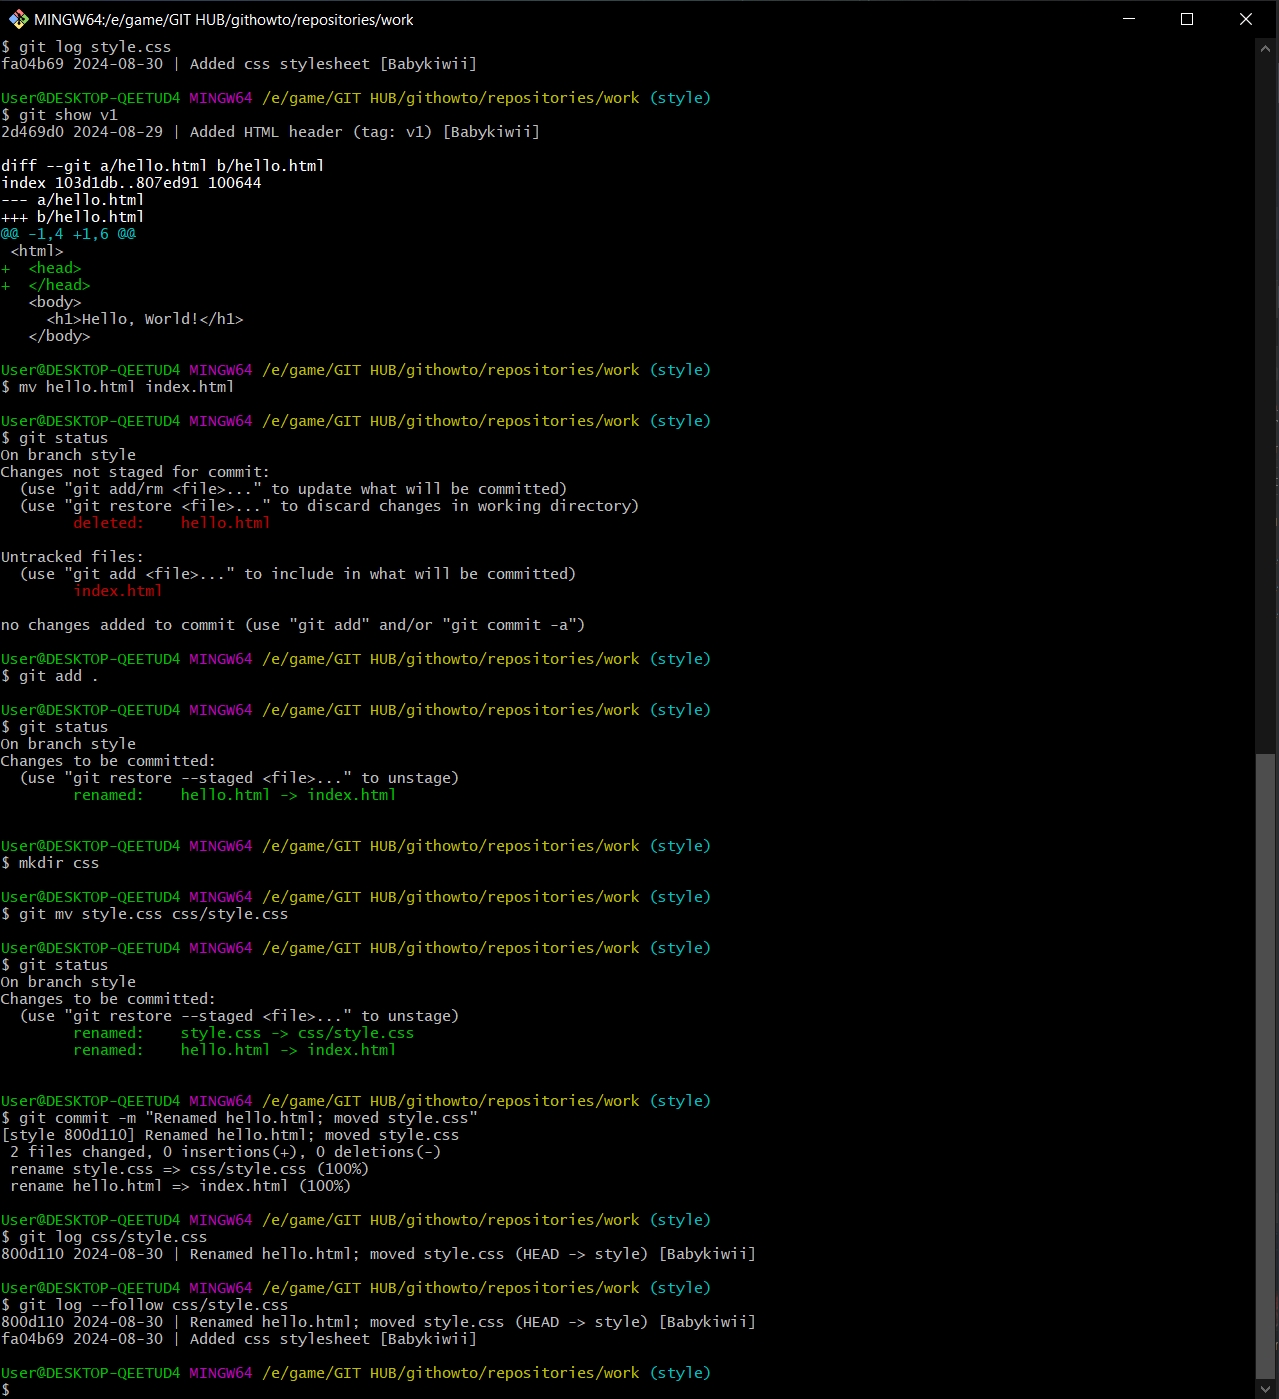 MINGW64:/e/game/GIT HUB/githowto/repositories/work
$ git log style.css
fa04b69 2024-08-30 | Added css stylesheet [Babykiwii]
User@DESKTOP-QEETUD4 MINGW64 /e/game/GIT HUB/githowto/repositories/work (style)
$ git show v1
2d469d0 2024-08-29 | Added HTML header (tag: v1) [Babykiwii]
diff --git a/hello.html b/hello.html
index 103d1db..807ed91 100644
--- a/hello.html
+++ b/hello.html
@@ -1,4 +1,6 @@
 <html>
+  <head>
+  </head>
   <body>
     <h1>Hello, World!</h1>
   </body>
User@DESKTOP-QEETUD4 MINGW64 /e/game/GIT HUB/githowto/repositories/work (style)
$ mv hello.html index.html
User@DESKTOP-QEETUD4 MINGW64 /e/game/GIT HUB/githowto/repositories/work (style)
$ git status
On branch style
Changes not staged for commit:
  (use "git add/rm <file>..." to update what will be committed)
  (use "git restore <file>..." to discard changes in working directory)
        deleted:    hello.html
Untracked files:
  (use "git add <file>..." to include in what will be committed)
        index.html
no changes added to commit (use "git add" and/or "git commit -a")
User@DESKTOP-QEETUD4 MINGW64 /e/game/GIT HUB/githowto/repositories/work (style)
$ git add .
User@DESKTOP-QEETUD4 MINGW64 /e/game/GIT HUB/githowto/repositories/work (style)
$ git status
On branch style
Changes to be committed:
  (use "git restore --staged <file>..." to unstage)
        renamed:    hello.html -> index.html
User@DESKTOP-QEETUD4 MINGW64 /e/game/GIT HUB/githowto/repositories/work (style)
$ mkdir css
User@DESKTOP-QEETUD4 MINGW64 /e/game/GIT HUB/githowto/repositories/work (style)
$ git mv style.css css/style.css
User@DESKTOP-QEETUD4 MINGW64 /e/game/GIT HUB/githowto/repositories/work (style)
$ git status
On branch style
Changes to be committed:
  (use "git restore --staged <file>..." to unstage)
        renamed:    style.css -> css/style.css
        renamed:    hello.html -> index.html
User@DESKTOP-QEETUD4 MINGW64 /e/game/GIT HUB/githowto/repositories/work (style)
$ git commit -m "Renamed hello.html; moved style.css"
[style 800d110] Renamed hello.html; moved style.css
 2 files changed, 0 insertions(+), 0 deletions(-)
 rename style.css => css/style.css (100%)
 rename hello.html => index.html (100%)
User@DESKTOP-QEETUD4 MINGW64 /e/game/GIT HUB/githowto/repositories/work (style)
$ git log css/style.css
800d110 2024-08-30 | Renamed hello.html; moved style.css (HEAD -> style) [Babykiwii]
User@DESKTOP-QEETUD4 MINGW64 /e/game/GIT HUB/githowto/repositories/work (style)
$ git log --follow css/style.css
800d110 2024-08-30 | Renamed hello.html; moved style.css (HEAD -> style) [Babykiwii]
fa04b69 2024-08-30 | Added css stylesheet [Babykiwii]
User@DESKTOP-QEETUD4 MINGW64 /e/game/GIT HUB/githowto/repositories/work (style)
$